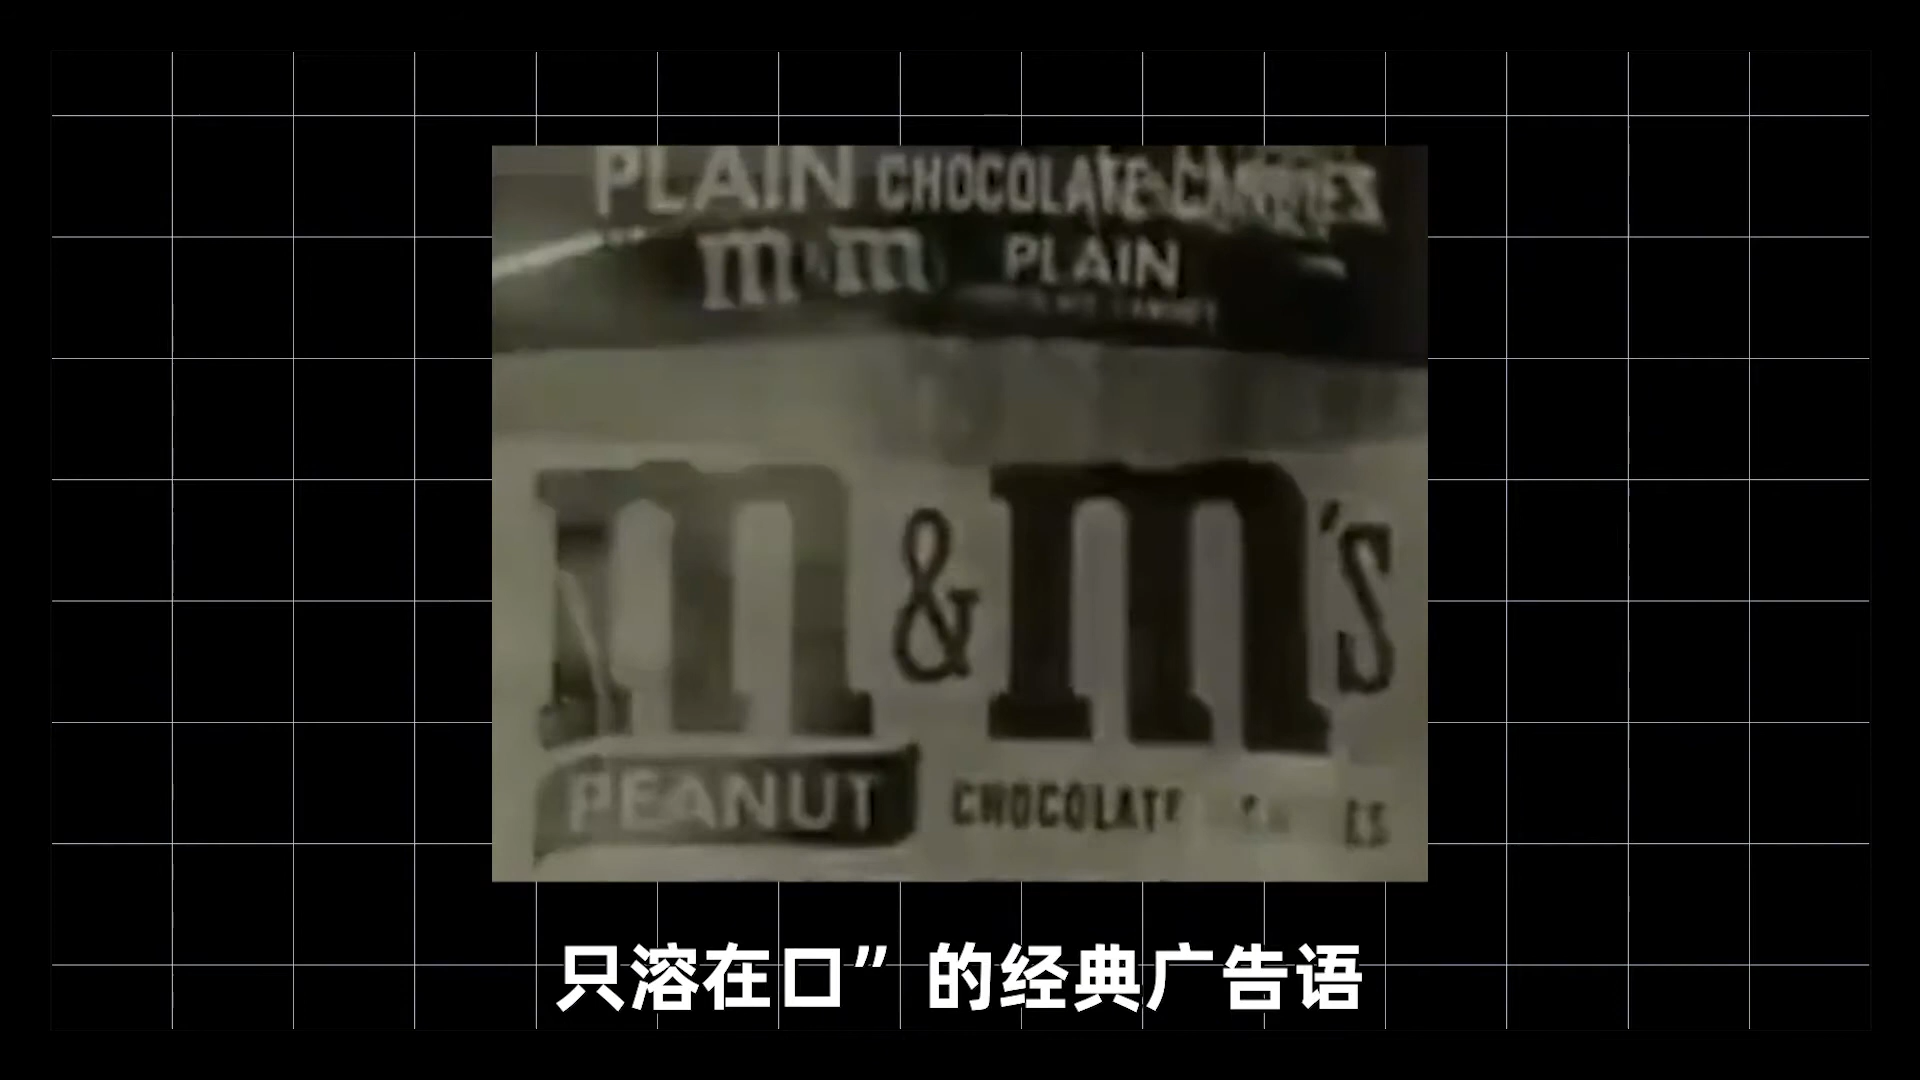 PLAIN CHOCOLATE CANDIES
m&m PLAIN
m&m's
PEANUT CHOCOLATE
只溶在口”的经典广告语